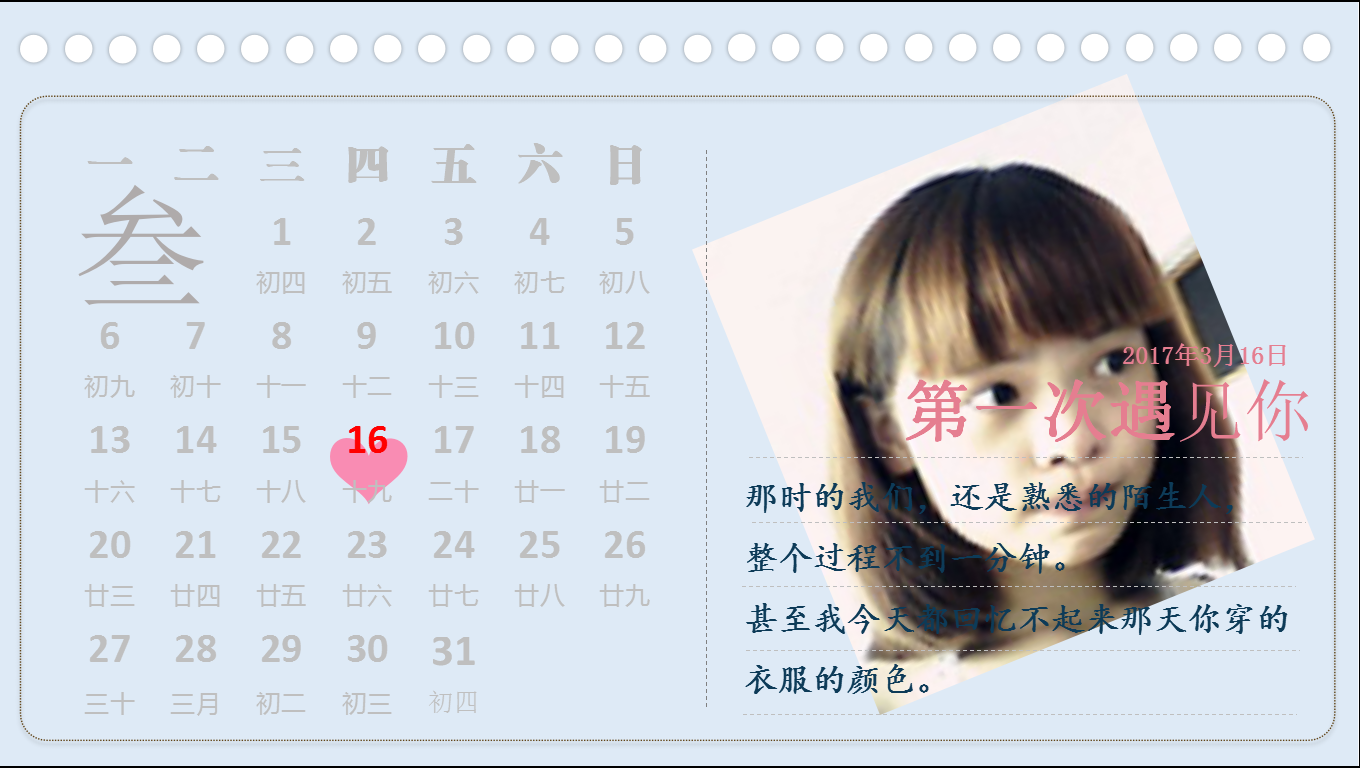 一 二 三 四 五 六 日
叁
1 2 3 4 5
初四 初五 初六 初七 初八
6 7 8 9 10 11 12
初九 初十 十一 十二 十三 十四 十五
13 14 15 16 17 18 19
十六 十七 十八 十九 二十 廿一 廿二
20 21 22 23 24 25 26
廿三 廿四 廿五 廿六 廿七 廿八 廿九
27 28 29 30 31
三十 三月 初二 初三 初四
2017年3月16日
第一次遇见你
那时的我们，还是熟悉的陌生人，
整个过程不到一分钟。
甚至我今天都回忆不起来那天你穿的
衣服的颜色。